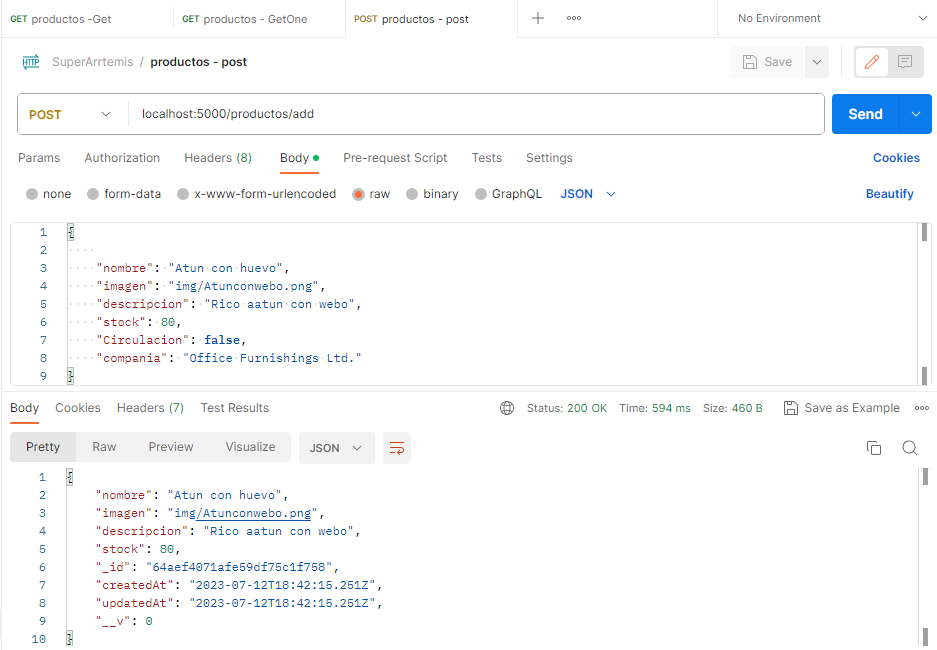 GET productos -Get GET productos - GetOne POST productos - post No Environment
HTTP SuperArrtemis / productos - post Save
POST localhost:5000/productos/add Send
Params Authorization Headers (8) Body Pre-request Script Tests Settings Cookies
none form-data x-www-form-urlencoded raw binary GraphQL JSON Beautify
1 {
2
3 "nombre": "Atun con huevo",
4 "imagen": "img/Atunconwebo.png",
5 "descripcion": "Rico aatun con webo",
6 "stock": 80,
7 "Circulacion": false,
8 "compania": "Office Furnishings Ltd."
9 }
Body Cookies Headers (7) Test Results Status: 200 OK Time: 594 ms Size: 460 B Save as Example
Pretty Raw Preview Visualize JSON
1 {
2 "nombre": "Atun con huevo",
3 "imagen": "img/Atunconwebo.png",
4 "descripcion": "Rico aatun con webo",
5 "stock": 80,
6 "_id": "64aef4071afe59df75c1f758",
7 "createdAt": "2023-07-12T18:42:15.251Z",
8 "updatedAt": "2023-07-12T18:42:15.251Z",
9 "__v": 0
10 }